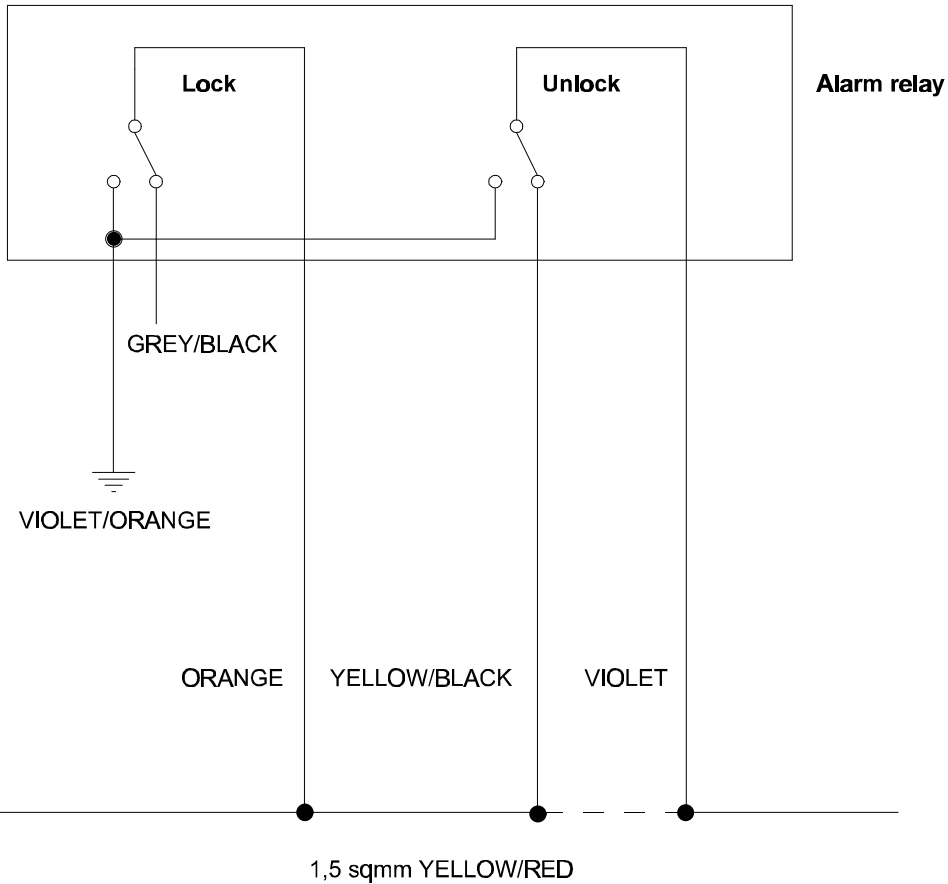 Lock
Unlock
Alarm relay
GREY/BLACK
VIOLET/ORANGE
ORANGE
YELLOW/BLACK
VIOLET
1,5 sqmm YELLOW/RED